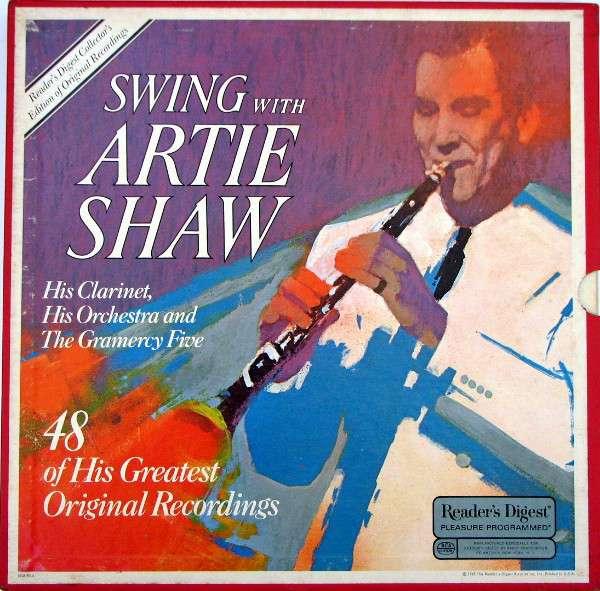 Reader's Digest Collector's
Edition of Original Recordings
SWING WITH
ARTIE
SHAW
His Clarinet,
His Orchestra and
The Gramercy Five
48
of His Greatest
Original Recordings
Reader's Digest®
PLEASURE PROGRAMMED®